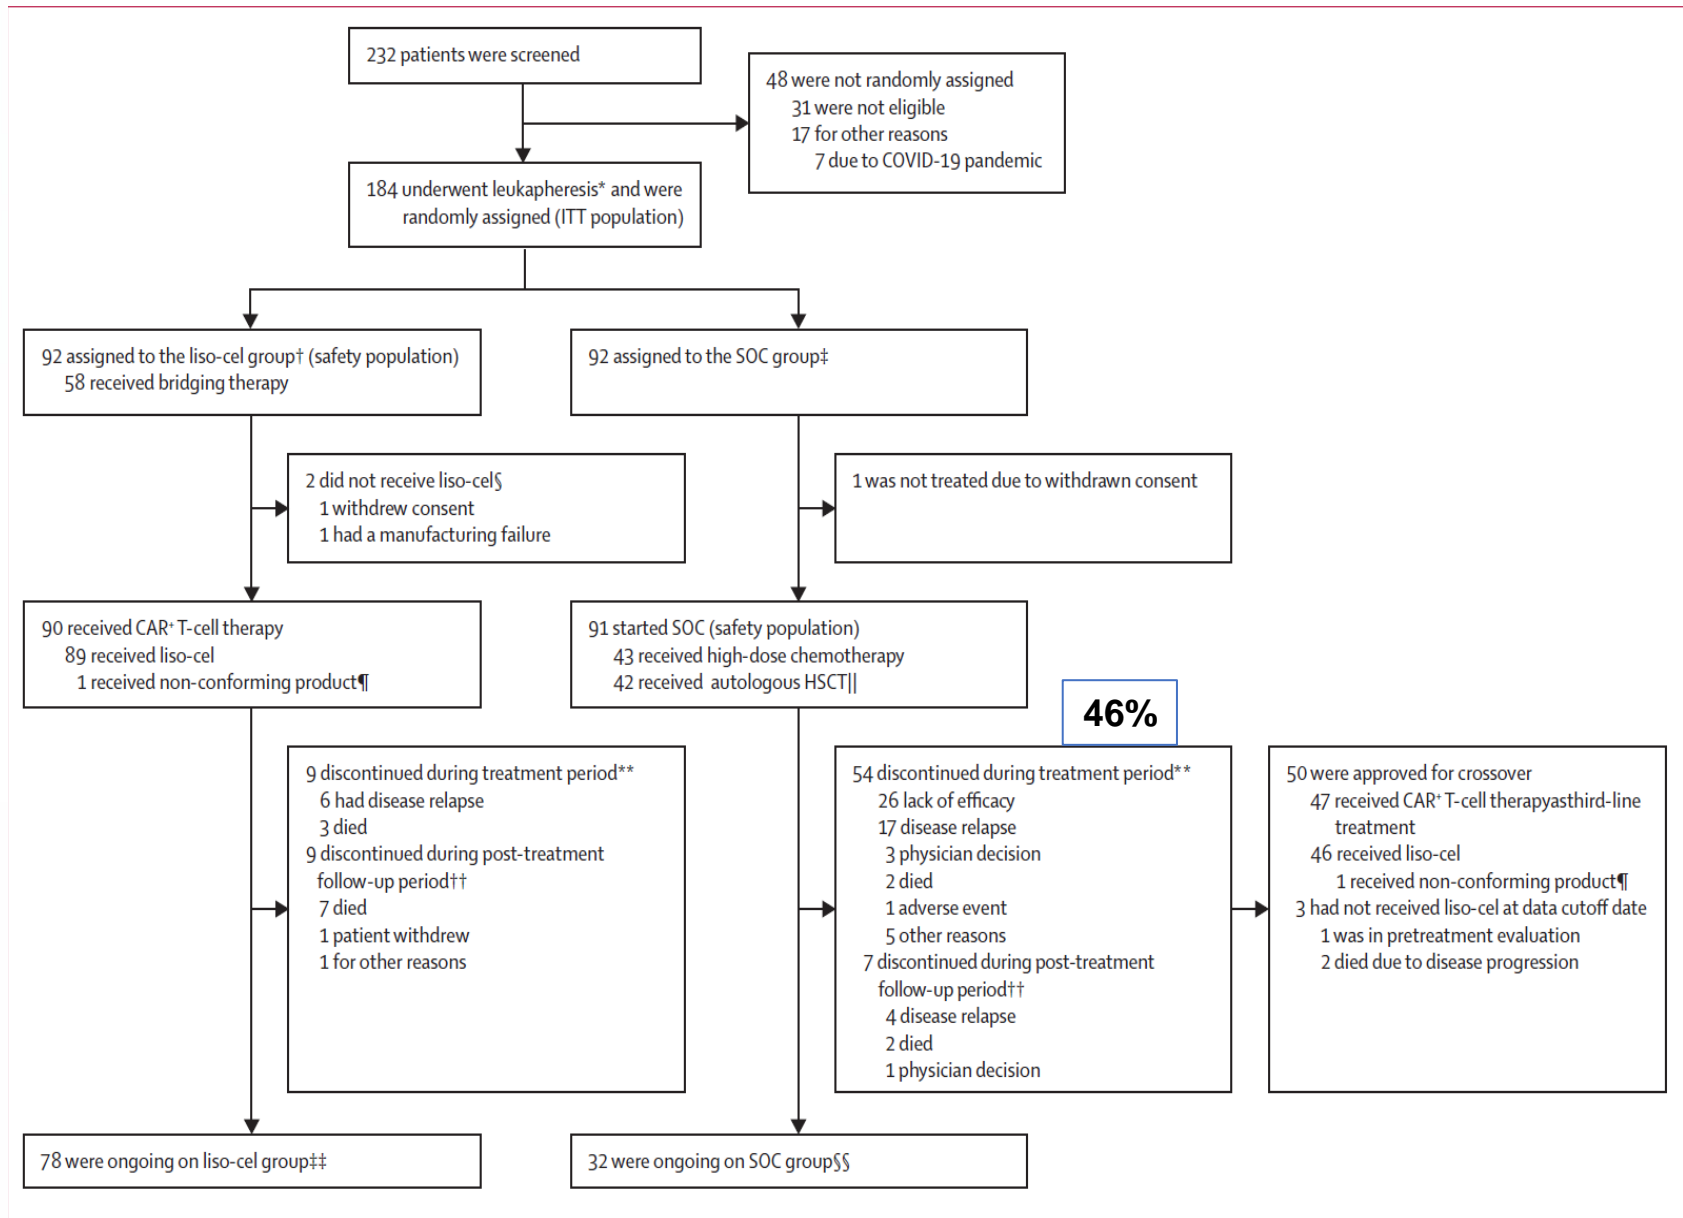 232 patients were screened
48 were not randomly assigned
31 were not eligible
17 for other reasons
7 due to COVID-19 pandemic
184 underwent leukapheresis* and were
randomly assigned (ITT population)
92 assigned to the liso-cel group† (safety population)
58 received bridging therapy
92 assigned to the SOC group‡
2 did not receive liso-cel§
1 withdrew consent
1 had a manufacturing failure
1 was not treated due to withdrawn consent
90 received CAR⁺ T-cell therapy
89 received liso-cel
1 received non-conforming product¶
91 started SOC (safety population)
43 received high-dose chemotherapy
42 received autologous HSCT||
46%
9 discontinued during treatment period**
6 had disease relapse
3 died
9 discontinued during post-treatment
follow-up period††
7 died
1 patient withdrew
1 for other reasons
54 discontinued during treatment period**
26 lack of efficacy
17 disease relapse
3 physician decision
2 died
1 adverse event
5 other reasons
7 discontinued during post-treatment
follow-up period††
4 disease relapse
2 died
1 physician decision
50 were approved for crossover
47 received CAR⁺ T-cell therapyasthird-line
treatment
46 received liso-cel
1 received non-conforming product¶
3 had not received liso-cel at data cutoff date
1 was in pretreatment evaluation
2 died due to disease progression
78 were ongoing on liso-cel group‡‡
32 were ongoing on SOC group§§